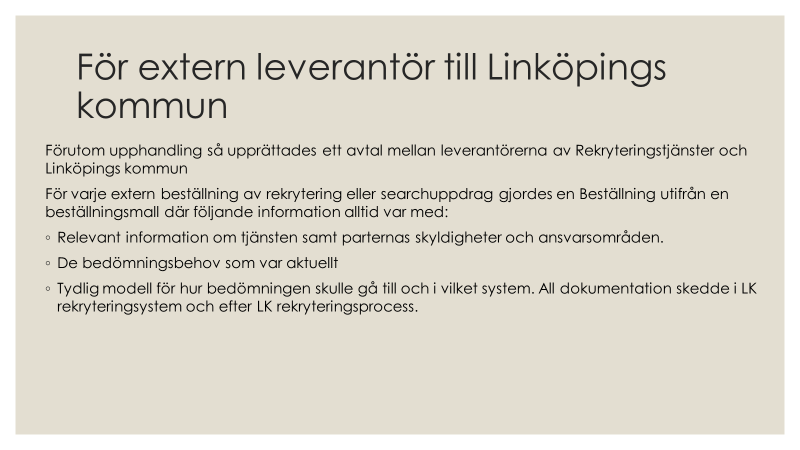 För extern leverantör till Linköpings
kommun
Förutom upphandling så upprättades ett avtal mellan leverantörerna av Rekryteringstjänster och
Linköpings kommun
För varje extern beställning av rekrytering eller searchuppdrag gjordes en Beställning utifrån en
beställningsmall där följande information alltid var med:
◦ Relevant information om tjänsten samt parternas skyldigheter och ansvarsområden.
◦ De bedömningsbehov som var aktuellt
◦ Tydlig modell för hur bedömningen skulle gå till och i vilket system. All dokumentation skedde i LK
rekryteringsystem och efter LK rekryteringsprocess.